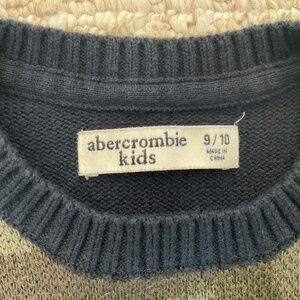 abercrombie
kids
9/10
MADE IN
CHINA